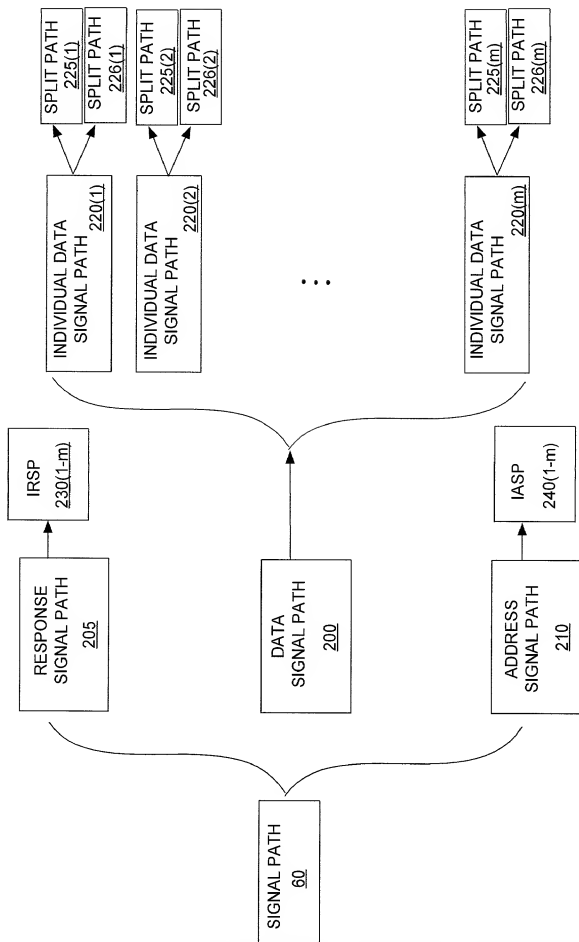 SIGNAL PATH
60
RESPONSE
SIGNAL PATH
205
IRSP
230(1-m)
DATA
SIGNAL PATH
200
ADDRESS
SIGNAL PATH
210
IASP
240(1-m)
INDIVIDUAL DATA
SIGNAL PATH
220(1)
SPLIT PATH
225(1)
SPLIT PATH
226(1)
INDIVIDUAL DATA
SIGNAL PATH
220(2)
SPLIT PATH
225(2)
SPLIT PATH
226(2)
...
INDIVIDUAL DATA
SIGNAL PATH
220(m)
SPLIT PATH
225(m)
SPLIT PATH
226(m)